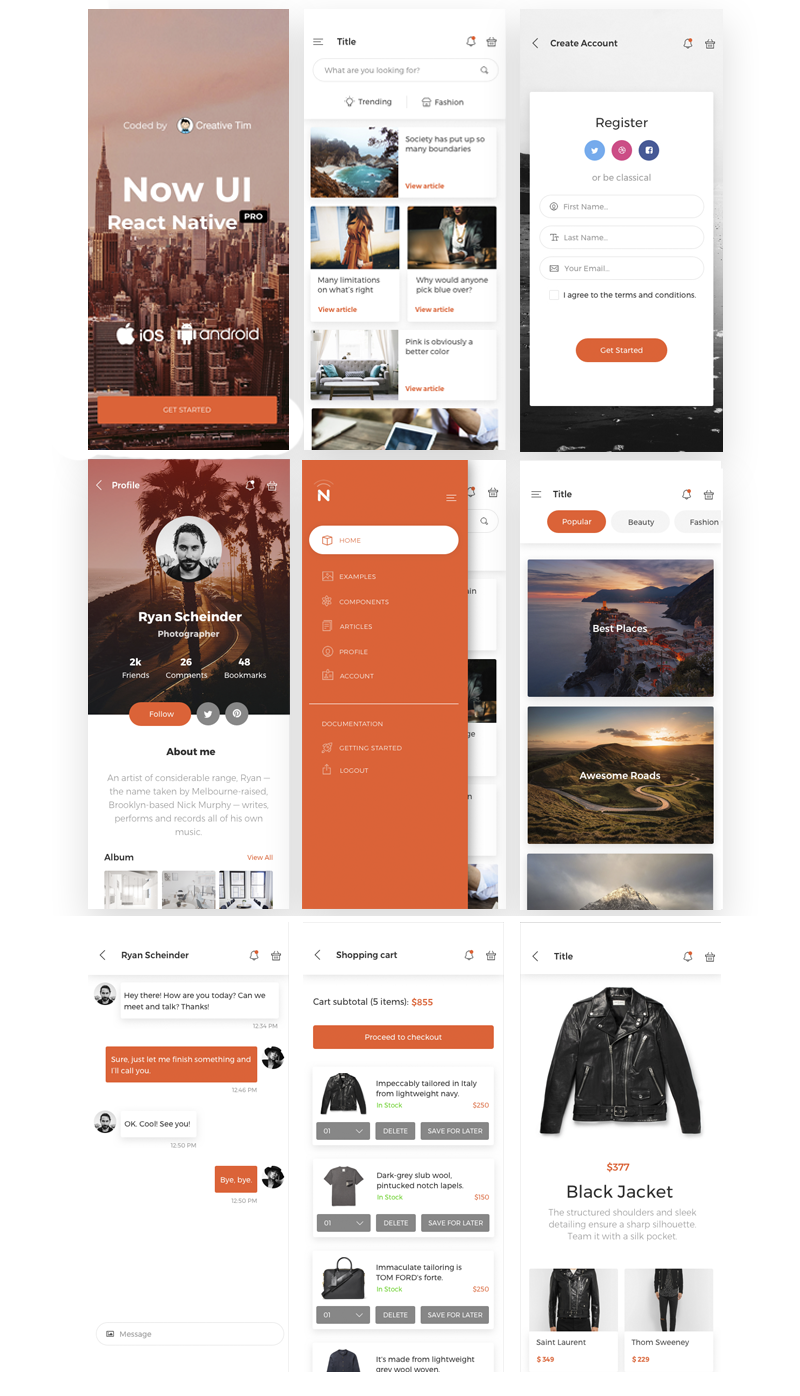 Coded by Creative Tim
Now UI
React Native PRO
iOS android
GET STARTED
Title
What are you looking for?
Trending
Fashion
Society has put up so
many boundaries
View article
Many limitations
on what's right
View article
Why would anyone
pick blue over?
View article
Pink is obviously a
better color
View article
Create Account
Register
or be classical
First Name...
Last Name...
Your Email...
I agree to the terms and conditions.
Get Started
Profile
Ryan Scheinder
Photographer
2k
Friends
26
Comments
48
Bookmarks
Follow
About me
An artist of considerable range, Ryan —
the name taken by Melbourne-raised,
Brooklyn-based Nick Murphy — writes,
performs and records all of his own
music.
Album
View All
N
HOME
EXAMPLES
COMPONENTS
ARTICLES
PROFILE
ACCOUNT
DOCUMENTATION
GETTING STARTED
LOGOUT
Title
Popular
Beauty
Fashion
Best Places
Awesome Roads
Ryan Scheinder
Hey there! How are you today? Can we
meet and talk? Thanks!
12:34 PM
Sure, just let me finish something and
I'll call you.
12:46 PM
OK, Cool! See you!
12:50 PM
Bye, bye.
12:50 PM
Message
Shopping cart
Cart subtotal (5 items): $855
Proceed to checkout
Impeccably tailored in Italy
from lightweight navy.
In Stock
$250
01
DELETE
SAVE FOR LATER
Dark-grey slub wool,
pintucked notch lapels.
In Stock
$150
01
DELETE
SAVE FOR LATER
Immaculate tailoring is
TOM FORD's forte.
In Stock
$250
01
DELETE
SAVE FOR LATER
It's made from lightweight
grey wool woven.
Title
$377
Black Jacket
The structured shoulders and sleek
detailing ensure a sharp silhouette.
Team it with a silk pocket.
Saint Laurent
$ 349
Thom Sweeney
$ 229